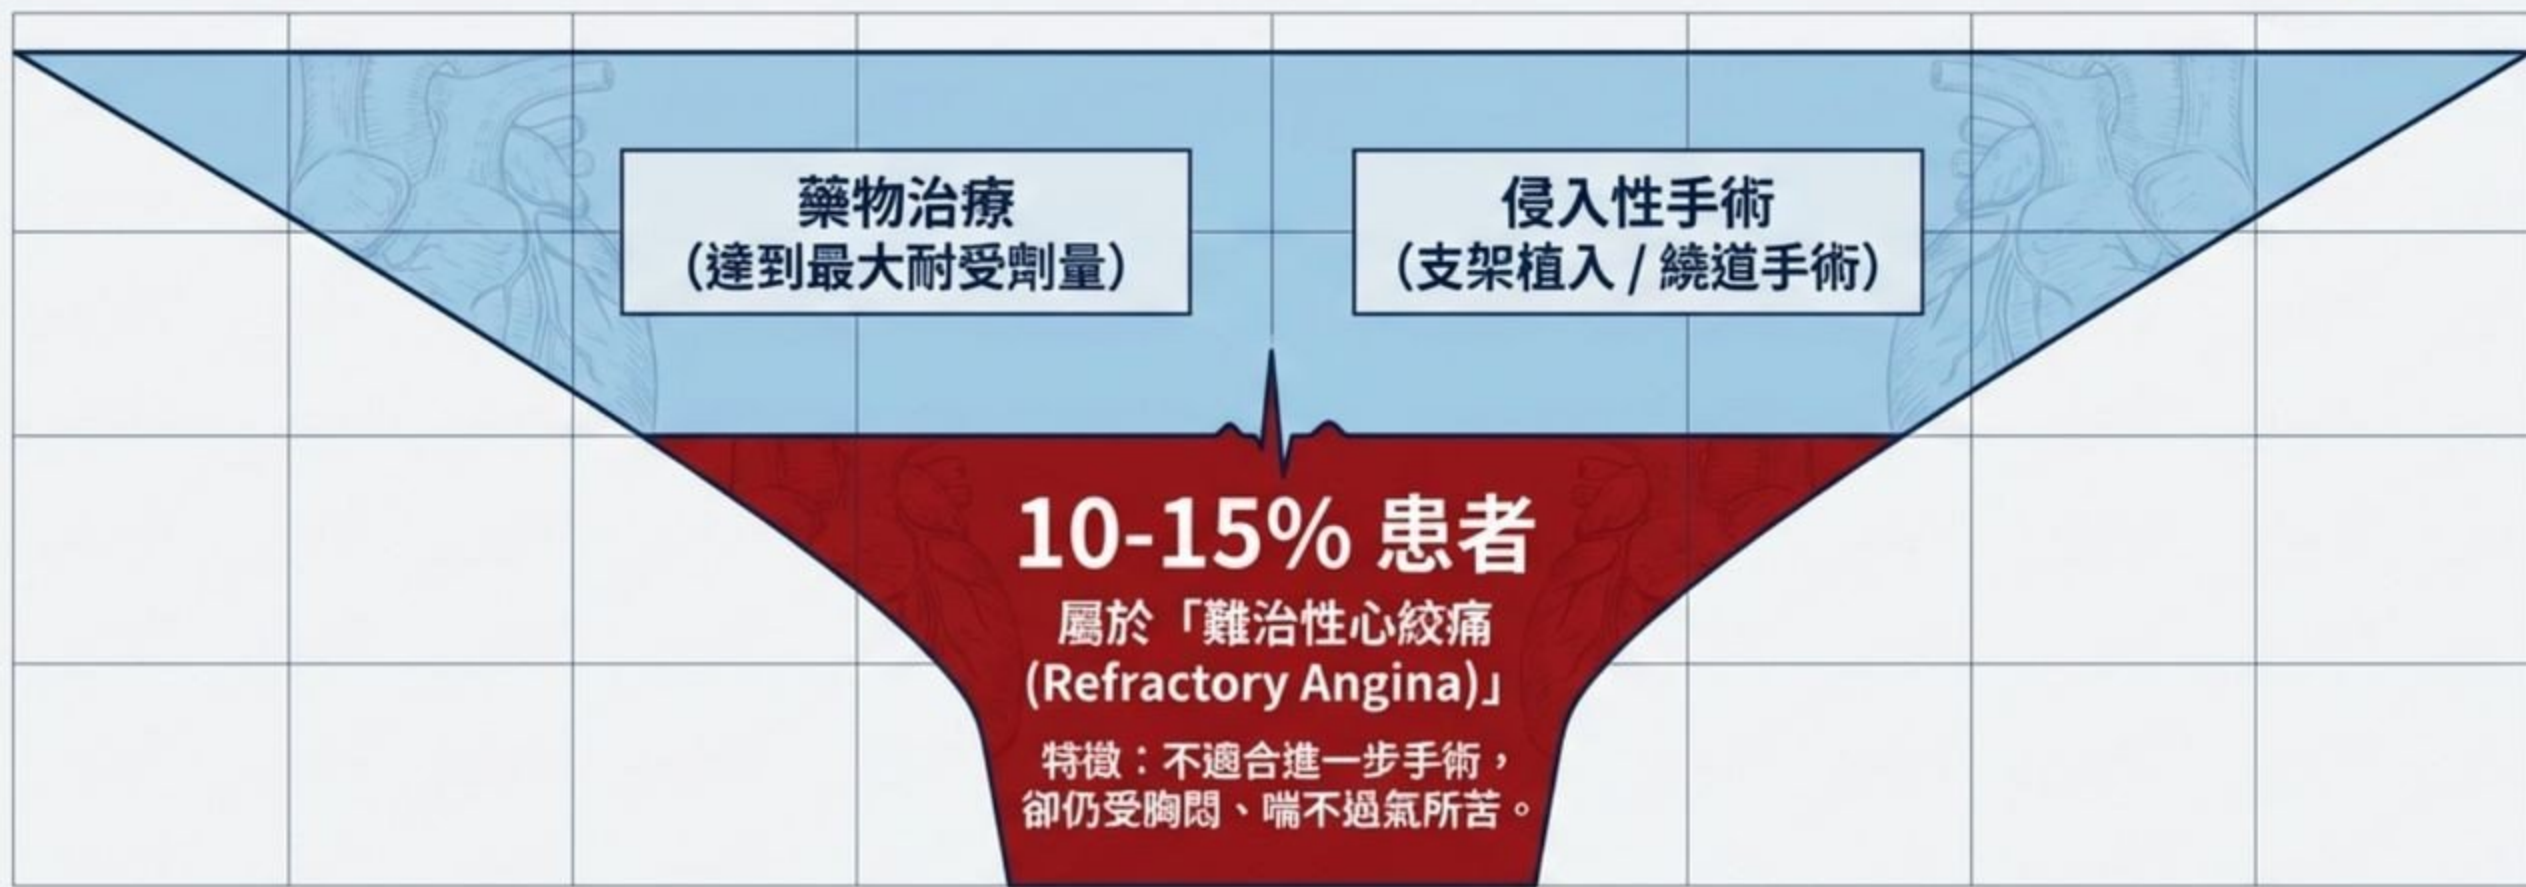 藥物治療
（達到最大耐受劑量）
侵入性手術
（支架植入 / 繞道手術）
10-15% 患者
屬於「難治性心絞痛
(Refractory Angina)」
特徵：不適合進一步手術，
卻仍受胸悶、喘不過氣所苦。